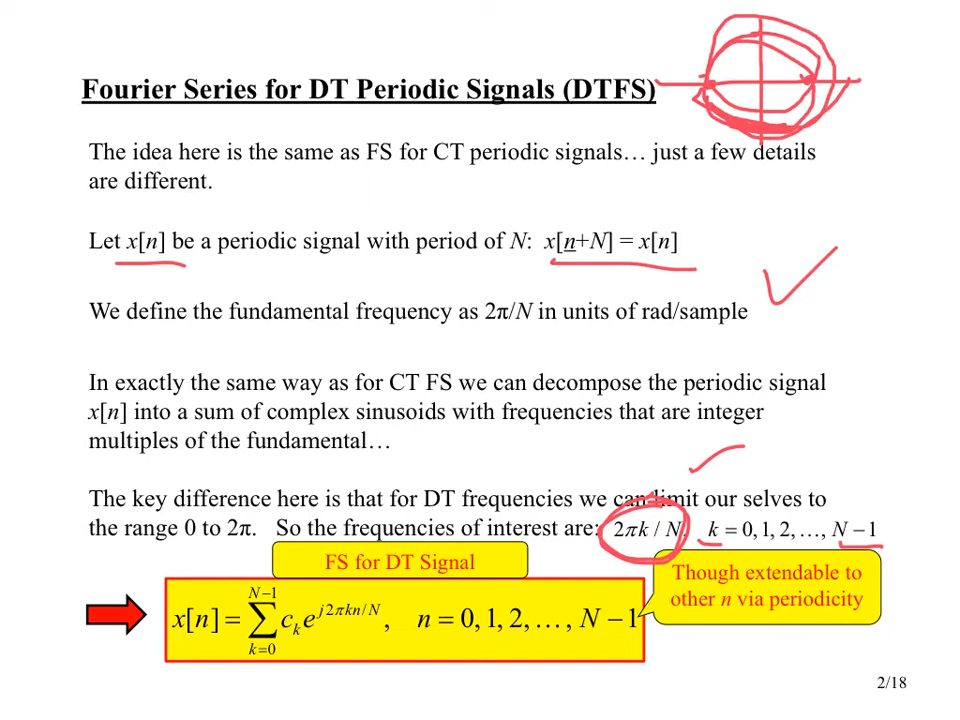 Fourier Series for DT Periodic Signals (DTFS)
The idea here is the same as FS for CT periodic signals… just a few details
are different.
Let x[n] be a periodic signal with period of N: x[n+N] = x[n]
We define the fundamental frequency as 2π/N in units of rad/sample
In exactly the same way as for CT FS we can decompose the periodic signal
x[n] into a sum of complex sinusoids with frequencies that are integer
multiples of the fundamental…
The key difference here is that for DT frequencies we can limit our selves to
the range 0 to 2π. So the frequencies of interest are: 2πk / N, k = 0, 1, 2, …, N − 1
FS for DT Signal
x[n] = ∑_{k=0}^{N−1} c_k e^{j2πkn/N}, n = 0, 1, 2, …, N − 1
Though extendable to
other n via periodicity
2/18